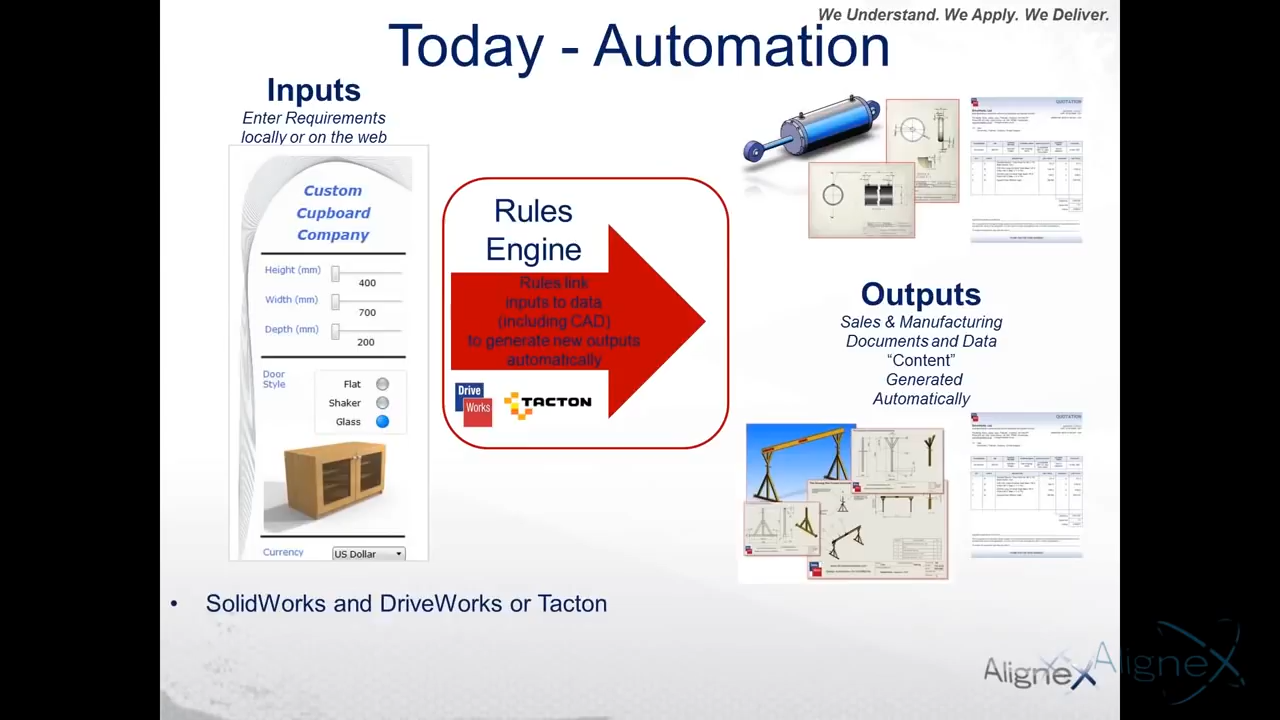 We Understand. We Apply. We Deliver.
Today - Automation
Inputs
Enter Requirements
locally or on the web
Custom
Cupboard
Company
Height (mm)
400
Width (mm)
700
Depth (mm)
200
Door
Style
Flat
Shaker
Glass
Currency
US Dollar
Rules
Engine
Rules link
inputs to data
(including CAD)
to generate new outputs
automatically
Drive
Works
TACTON
QUOTATION
Outputs
Sales & Manufacturing
Documents and Data
“Content”
Generated
Automatically
QUOTATION
• SolidWorks and DriveWorks or Tacton
AligneX
AligneX